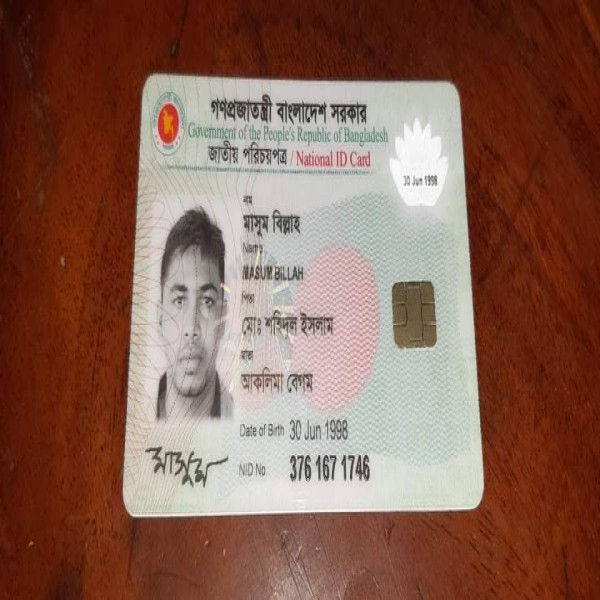 গণপ্রজাতন্ত্রী বাংলাদেশ সরকার
Government of the People's Republic of Bangladesh
জাতীয় পরিচয়পত্র / National ID Card
30 Jun 1998
নাম
মাসুম বিল্লাহ
Name
MASUM BILLAH
পিতা
মোঃ শহিদুল ইসলাম
মাতা
আকলিমা বেগম
Date of Birth 30 Jun 1998
মাসুম
NID No 376 167 1746